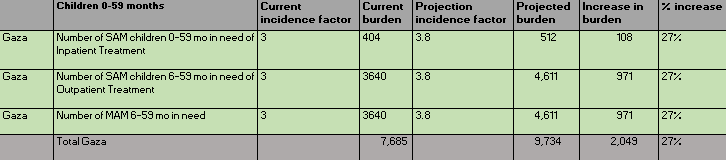 Children 0-59 months Current incidence factor Current burden Projection incidence factor Projected burden Increase in burden % increase
Gaza Number of SAM children 0-59 mo in need of Inpatient Treatment 3 404 3.8 512 108 27%
Gaza Number of SAM children 6-59 mo in need of Outpatient Treatment 3 3640 3.8 4,611 971 27%
Gaza Number of MAM 6-59 mo in need 3 3640 3.8 4,611 971 27%
Total Gaza 7,685 9,734 2,049 27%